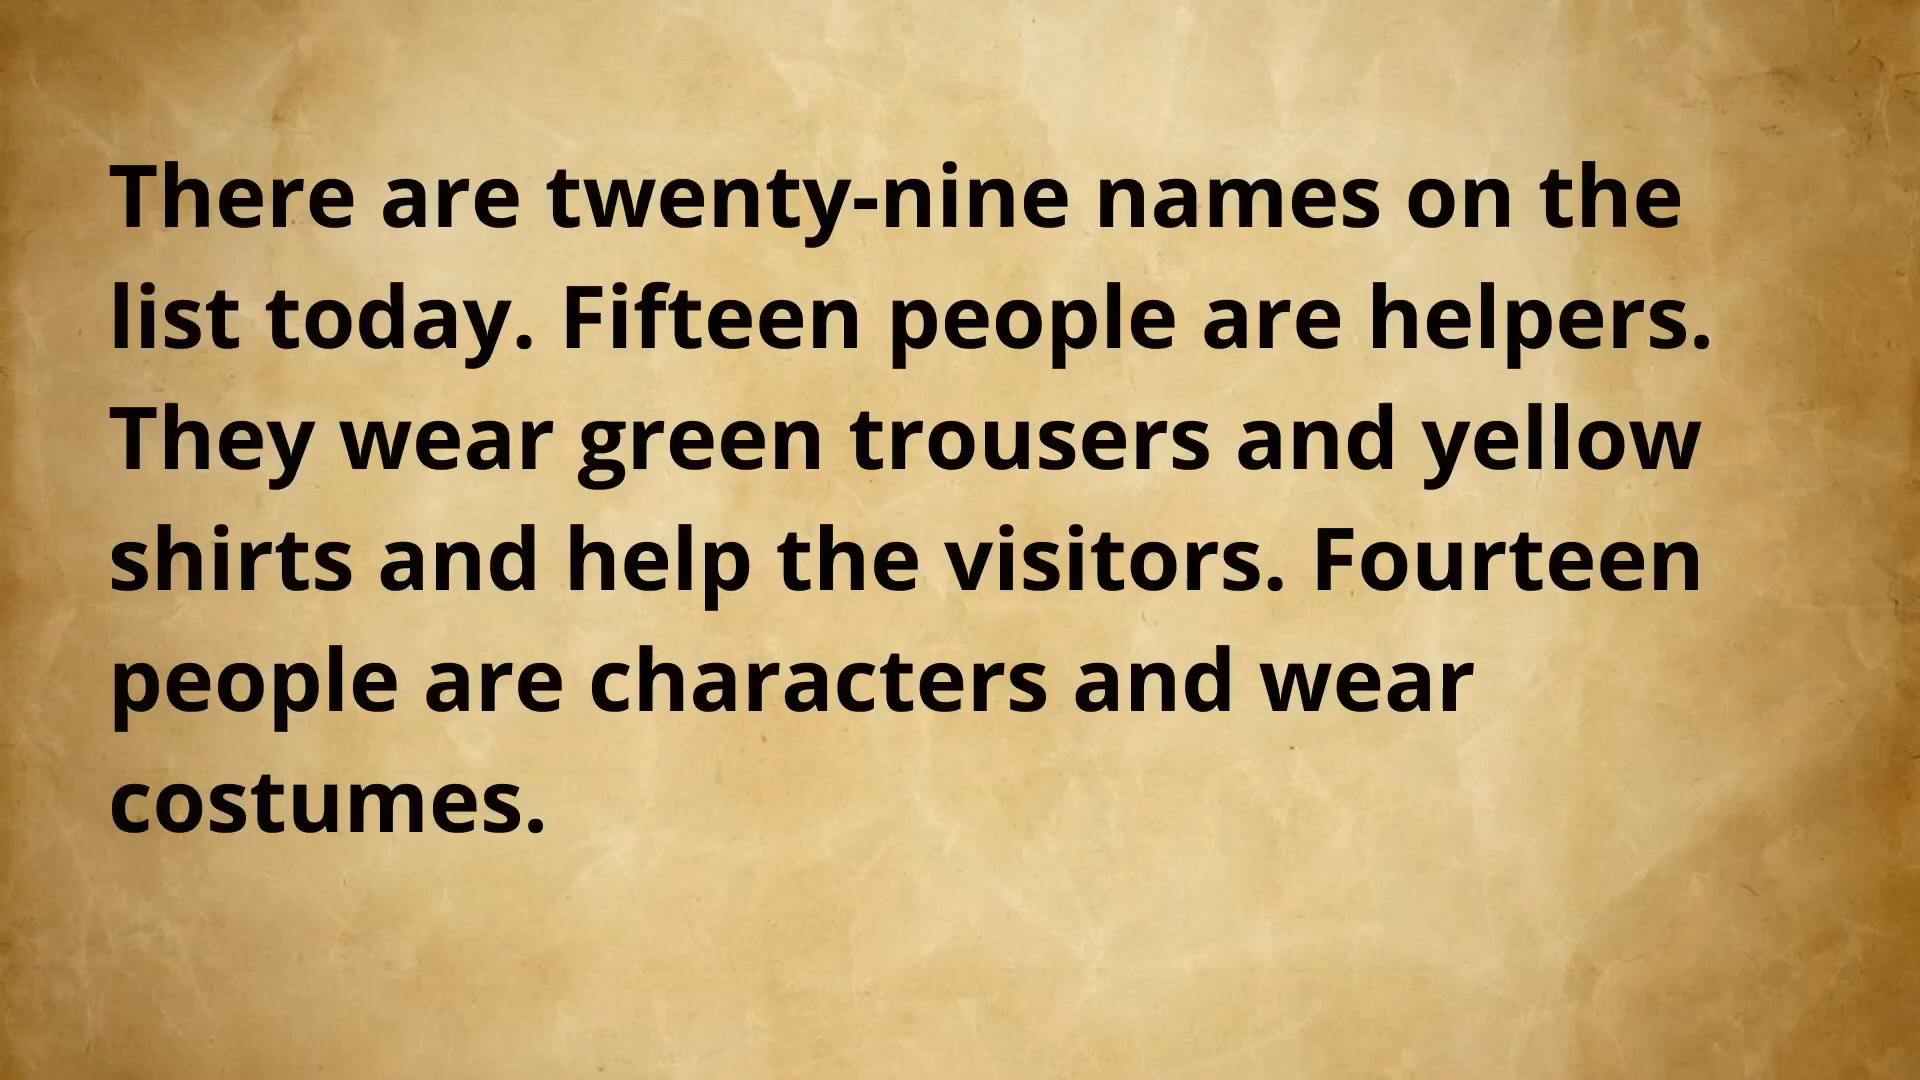 There are twenty-nine names on the
list today. Fifteen people are helpers.
They wear green trousers and yellow
shirts and help the visitors. Fourteen
people are characters and wear
costumes.